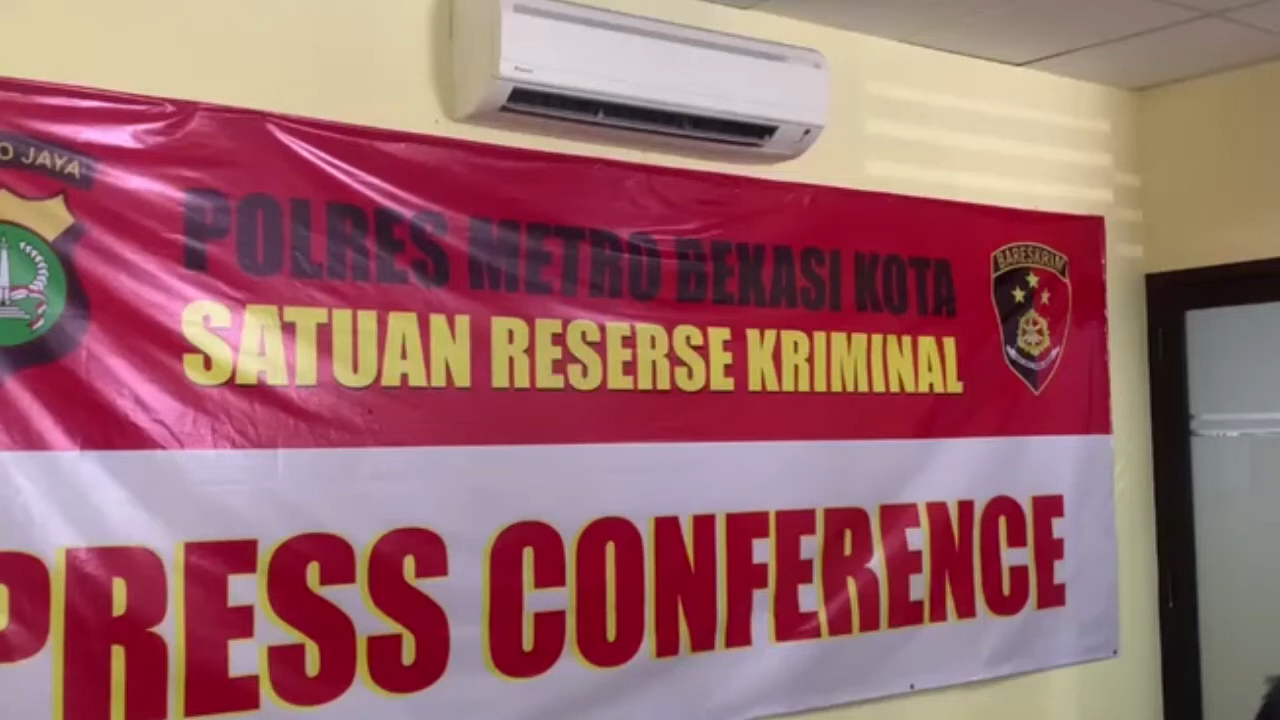 O JAYA
POLRES METRO BEKASI KOTA
SATUAN RESERSE KRIMINAL
BARESKRIM
PRESS CONFERENCE